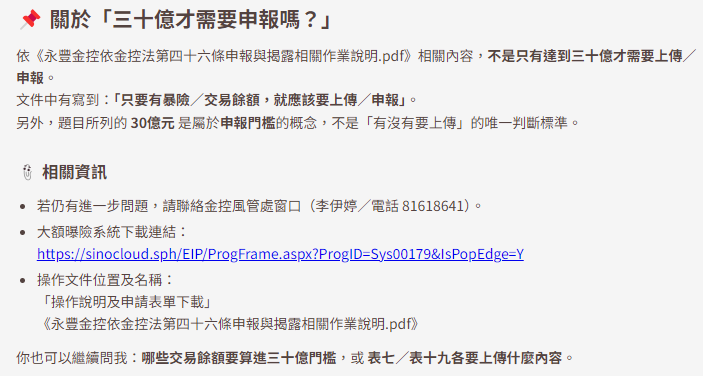 📌 關於「三十億才需要申報嗎？」
依《永豐金控依金控法第四十六條申報與揭露相關作業說明.pdf》相關內容，不是只有達到三十億才需要上傳／
申報。
文件中有寫到：「只要有暴險／交易餘額，就應該要上傳／申報」。
另外，題目所列的 30億元 是屬於申報門檻的概念，不是「有沒有要上傳」的唯一判斷標準。
📎 相關資訊
• 若仍有進一步問題，請聯絡金控風管處窗口（李伊婷／電話 81618641）。
• 大額曝險系統下載連結：
https://sinocloud.sph/EIP/ProgFrame.aspx?ProgID=Sys00179&IsPopEdge=Y
• 操作文件位置及名稱：
「操作說明及申請表單下載」
《永豐金控依金控法第四十六條申報與揭露相關作業說明.pdf》
你也可以繼續問我：哪些交易餘額要算進三十億門檻，或 表七／表十九各要上傳什麼內容。